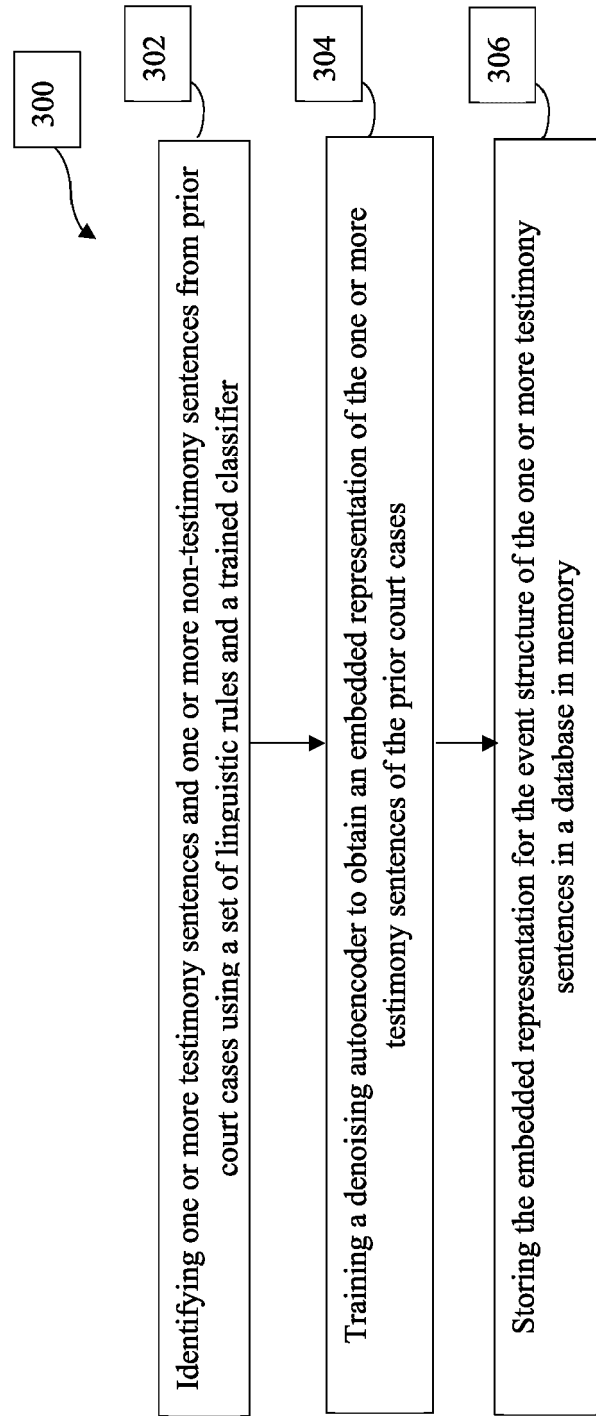 300
302
Identifying one or more testimony sentences and one or more non-testimony sentences from prior
court cases using a set of linguistic rules and a trained classifier
304
Training a denoising autoencoder to obtain an embedded representation of the one or more
testimony sentences of the prior court cases
306
Storing the embedded representation for the event structure of the one or more testimony
sentences in a database in memory